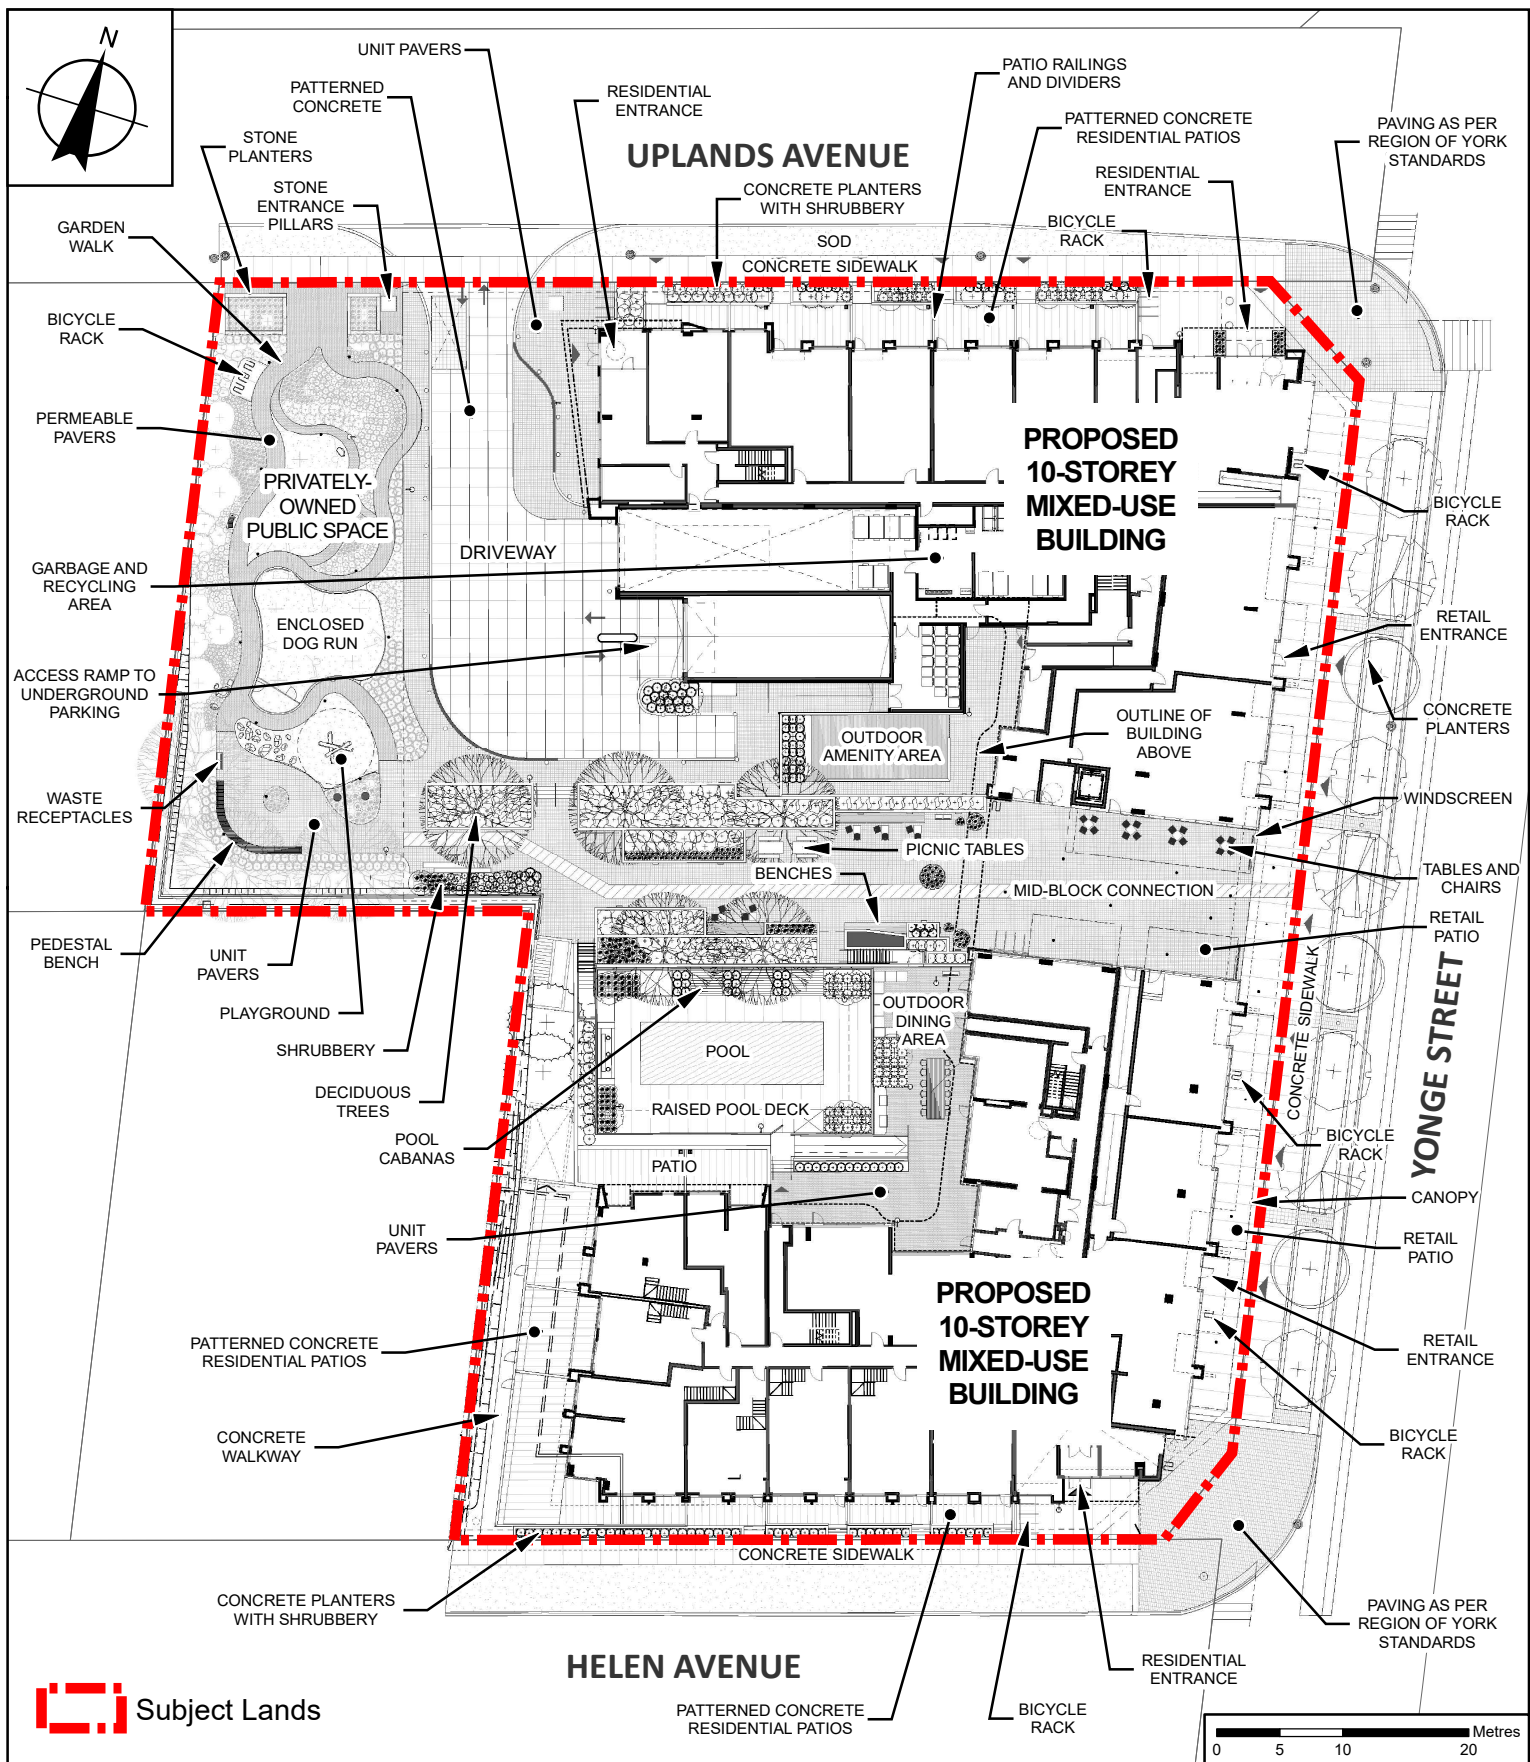 N
UNIT PAVERS
PATTERNED
CONCRETE
RESIDENTIAL
ENTRANCE
PATIO RAILINGS
AND DIVIDERS
PATTERNED CONCRETE
RESIDENTIAL PATIOS
PAVING AS PER
REGION OF YORK
STANDARDS
STONE
PLANTERS
UPLANDS AVENUE
RESIDENTIAL
ENTRANCE
STONE
ENTRANCE
PILLARS
CONCRETE PLANTERS
WITH SHRUBBERY
BICYCLE
RACK
GARDEN
WALK
SOD
CONCRETE SIDEWALK
BICYCLE
RACK
PERMEABLE
PAVERS
PRIVATELY-
OWNED
PUBLIC SPACE
PROPOSED
10-STOREY
MIXED-USE
BUILDING
BICYCLE
RACK
DRIVEWAY
GARBAGE AND
RECYCLING
AREA
ENCLOSED
DOG RUN
RETAIL
ENTRANCE
ACCESS RAMP TO
UNDERGROUND
PARKING
OUTDOOR
AMENITY AREA
OUTLINE OF
BUILDING
ABOVE
CONCRETE
PLANTERS
WASTE
RECEPTACLES
WINDSCREEN
PICNIC TABLES
BENCHES
MID-BLOCK CONNECTION
TABLES AND
CHAIRS
PEDESTAL
BENCH
UNIT
PAVERS
RETAIL
PATIO
PLAYGROUND
OUTDOOR
DINING
AREA
CONCRETE SIDEWALK
YONGE STREET
SHRUBBERY
POOL
DECIDUOUS
TREES
RAISED POOL DECK
POOL
CABANAS
PATIO
BICYCLE
RACK
CANOPY
UNIT
PAVERS
RETAIL
PATIO
PROPOSED
10-STOREY
MIXED-USE
BUILDING
PATTERNED CONCRETE
RESIDENTIAL PATIOS
RETAIL
ENTRANCE
CONCRETE
WALKWAY
BICYCLE
RACK
CONCRETE SIDEWALK
CONCRETE PLANTERS
WITH SHRUBBERY
PAVING AS PER
REGION OF YORK
STANDARDS
HELEN AVENUE
RESIDENTIAL
ENTRANCE
Subject Lands
PATTERNED CONCRETE
RESIDENTIAL PATIOS
BICYCLE
RACK
Metres
0 5 10 20